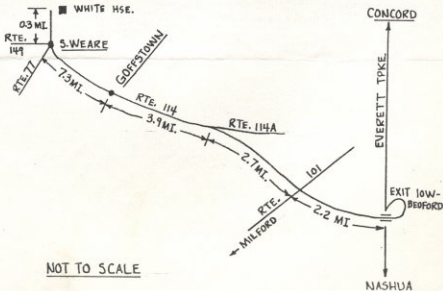 WHITE HSE.
0.3 MI.
RTE.
149
S. WEARE
RTE. 77
GOFFSTOWN
7.3 MI.
RTE. 114
3.9 MI.
RTE. 114A
2.7 MI.
RTE. 101
MILFORD
2.2 MI
CONCORD
EVERETT TPKE.
EXIT 10W-
BEDFORD
NASHUA
NOT TO SCALE